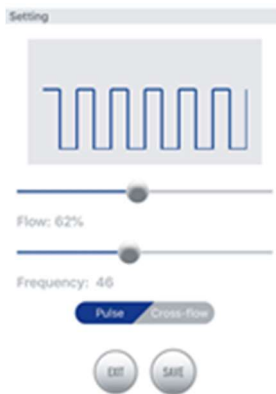 Setting
Flow: 62%
Frequency: 46
Pulse Cross-flow
EXIT SAVE